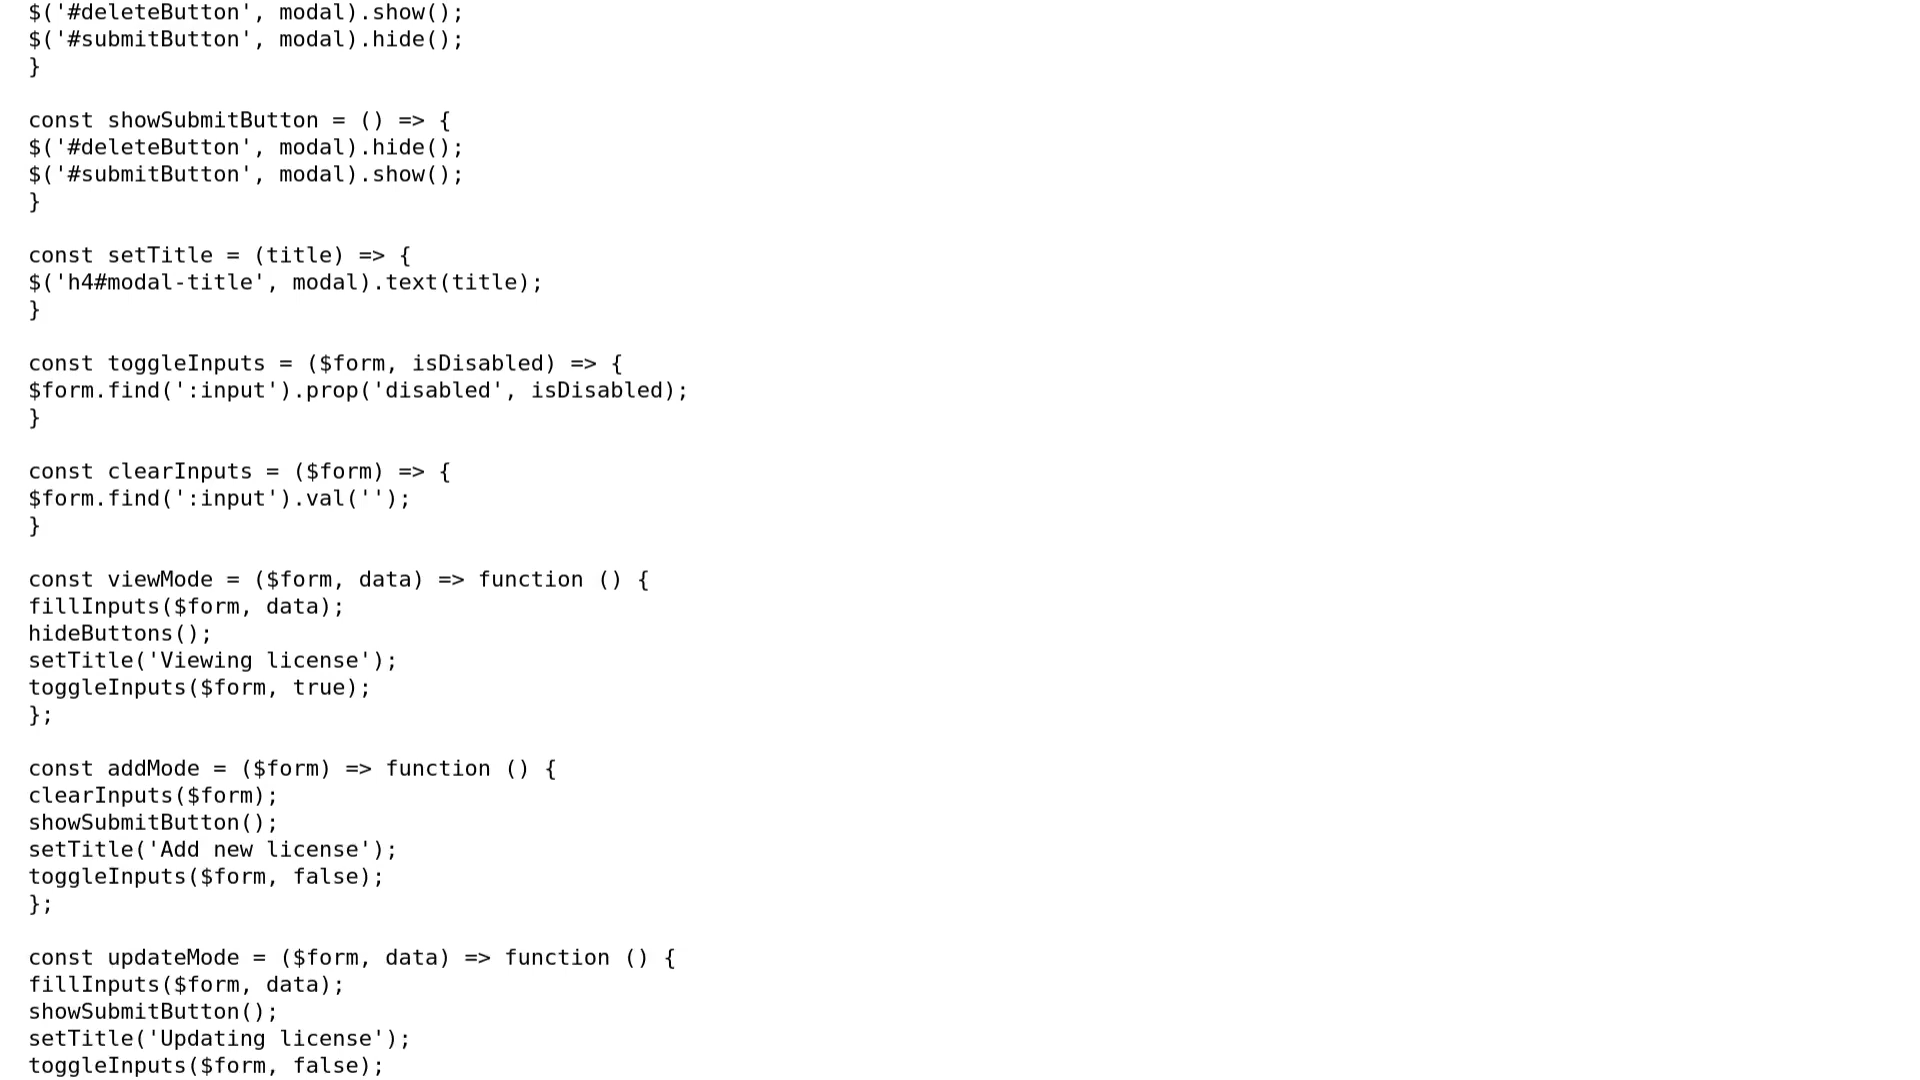 $('#deleteButton', modal).show();
$('#submitButton', modal).hide();
}

const showSubmitButton = () => {
$('#deleteButton', modal).hide();
$('#submitButton', modal).show();
}

const setTitle = (title) => {
$('h4#modal-title', modal).text(title);
}

const toggleInputs = ($form, isDisabled) => {
$form.find(':input').prop('disabled', isDisabled);
}

const clearInputs = ($form) => {
$form.find(':input').val('');
}

const viewMode = ($form, data) => function () {
fillInputs($form, data);
hideButtons();
setTitle('Viewing license');
toggleInputs($form, true);
};

const addMode = ($form) => function () {
clearInputs($form);
showSubmitButton();
setTitle('Add new license');
toggleInputs($form, false);
};

const updateMode = ($form, data) => function () {
fillInputs($form, data);
showSubmitButton();
setTitle('Updating license');
toggleInputs($form, false);